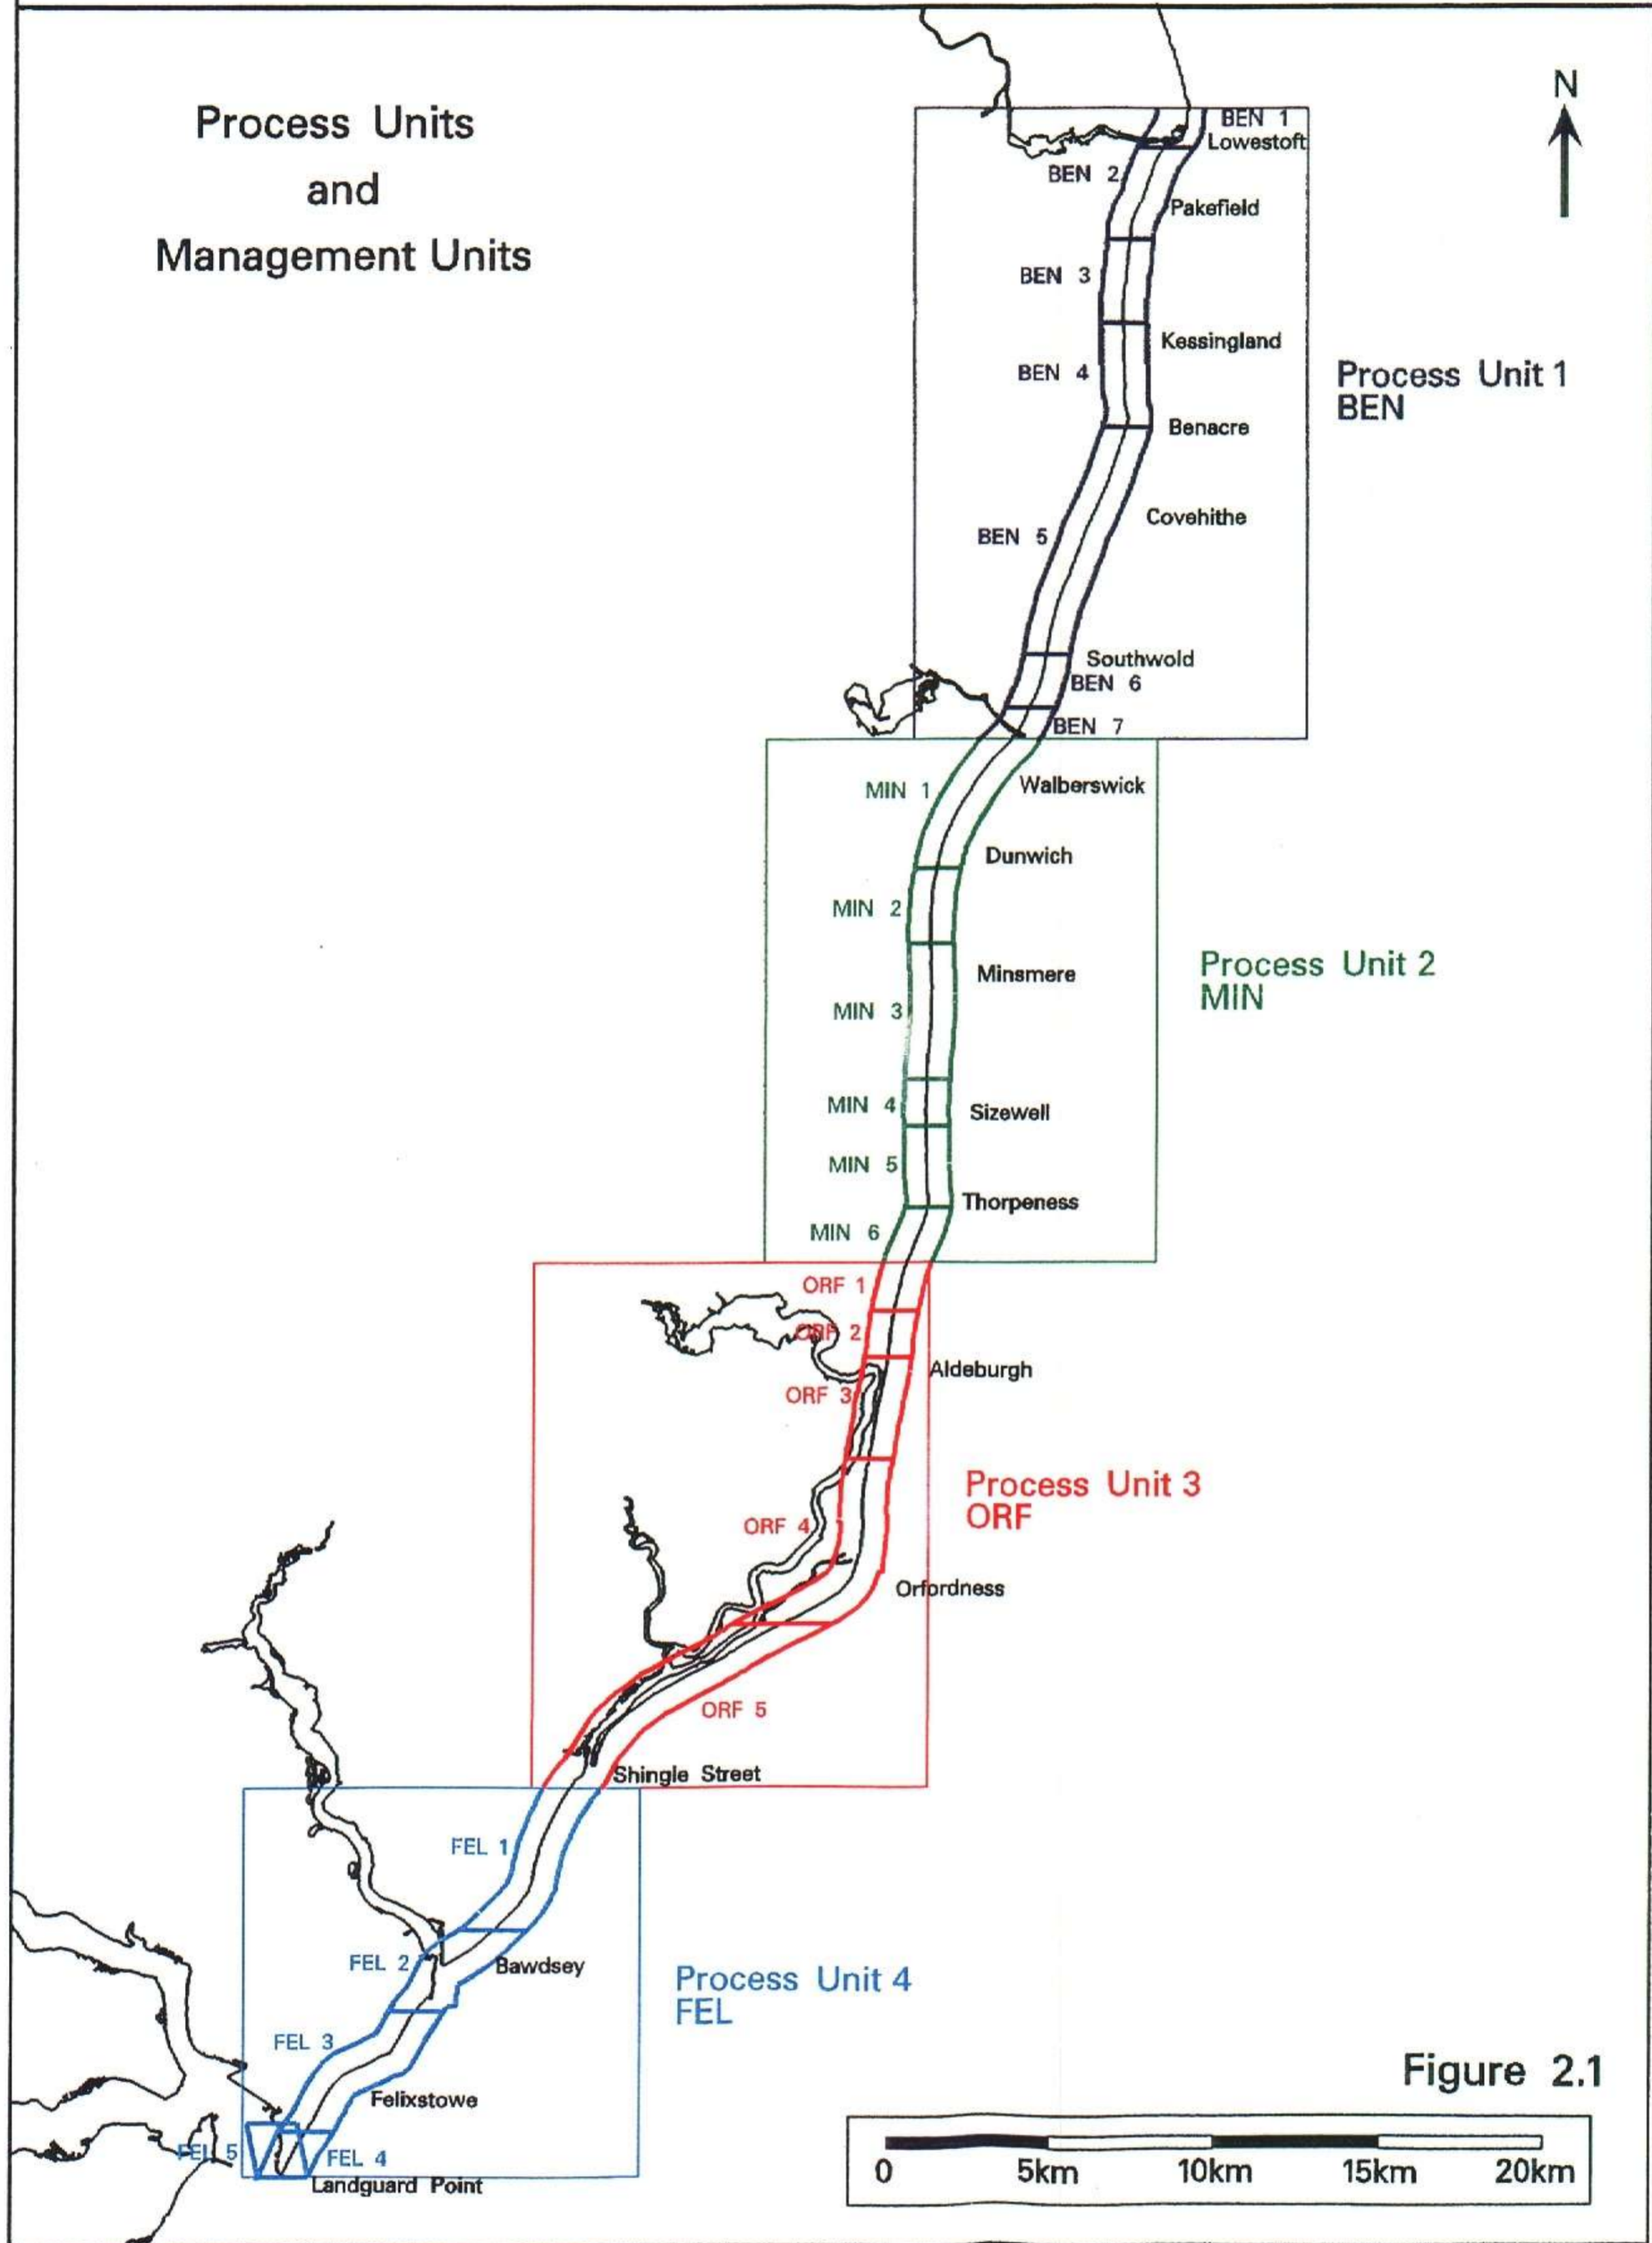 Process Units
and
Management Units
N
BEN 1
Lowestoft
BEN 2
Pakefield
BEN 3
Kessingland
BEN 4
Process Unit 1
BEN
Benacre
Covehithe
BEN 5
Southwold
BEN 6
BEN 7
Walberswick
MIN 1
Dunwich
MIN 2
Minsmere
Process Unit 2
MIN
MIN 3
MIN 4
Sizewell
MIN 5
Thorpeness
MIN 6
ORF 1
ORF 2
Aldeburgh
ORF 3
Process Unit 3
ORF
ORF 4
Orfordness
ORF 5
Shingle Street
FEL 1
FEL 2
Bawdsey
Process Unit 4
FEL
FEL 3
Felixstowe
FEL 5
FEL 4
Landguard Point
Figure 2.1
0 5km 10km 15km 20km